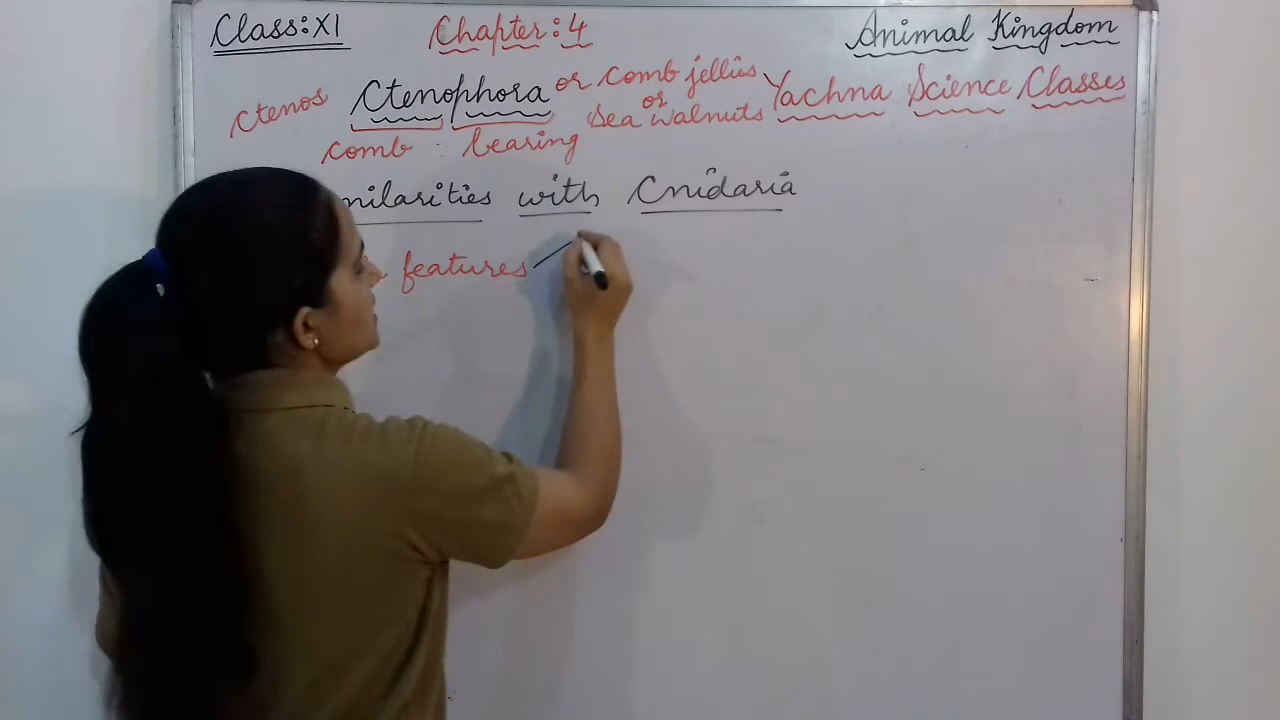 Class:XI Chapter:4 Animal Kingdom
ctenos Ctenophora or comb jellies Yachna Science Classes
or
Sea walnuts
comb bearing
with Cnidaria
features